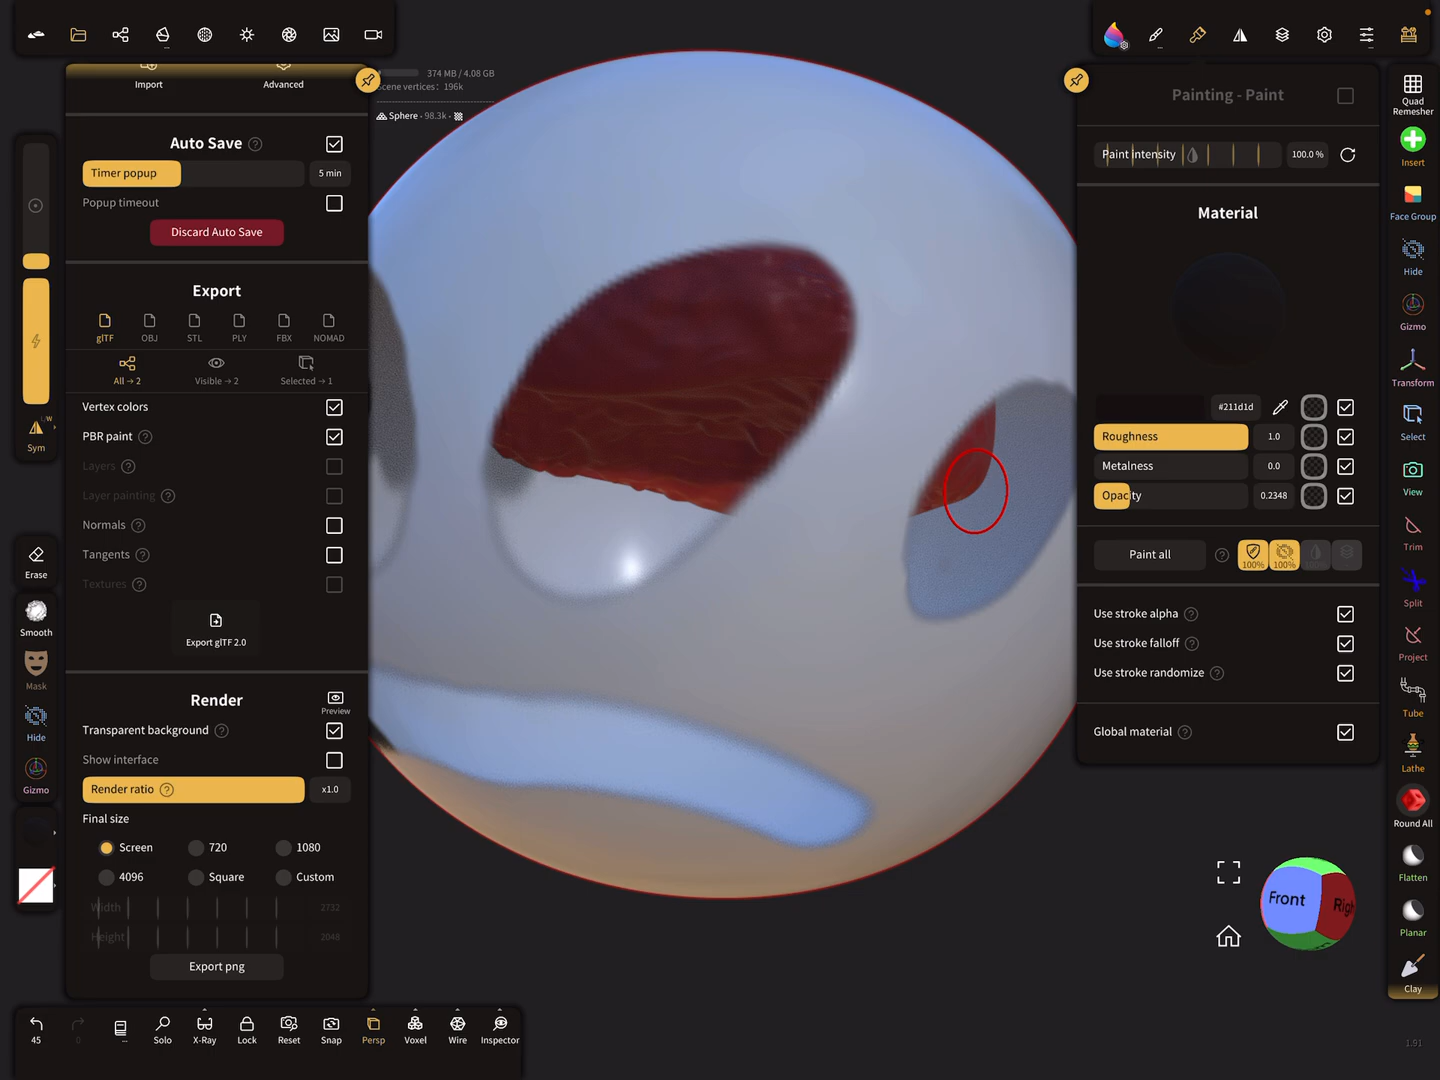 374 MB / 4.08 GB
Scene vertices: 196k
Sphere - 98.3k -
Import
Advanced
Auto Save ?
Timer popup
5 min
Popup timeout
Discard Auto Save
Export
glTF
OBJ
STL
PLY
FBX
NOMAD
All → 2
Visible → 2
Selected → 1
Vertex colors
PBR paint ?
Layers ?
Layer painting ?
Normals ?
Tangents ?
Textures ?
Export glTF 2.0
Render
Preview
Transparent background ?
Show interface
Render ratio ?
x1.0
Final size
Screen
720
1080
4096
Square
Custom
Width
2732
Height
2048
Export png
W
Sym
Erase
Smooth
Mask
Hide
Gizmo
45
0
Solo
X-Ray
Lock
Reset
Snap
Persp
Voxel
Wire
Inspector
Painting - Paint
Paint intensity
100.0 %
Material
#211d1d
Roughness
1.0
Metalness
0.0
Opacity
0.2348
Paint all
?
100%
100%
100%
Use stroke alpha ?
Use stroke falloff ?
Use stroke randomize ?
Global material ?
Quad
Remesher
Insert
Face Group
Hide
Gizmo
Transform
Select
View
Trim
Split
Project
Tube
Lathe
Round All
Flatten
Planar
Clay
Front
Righ
1.91